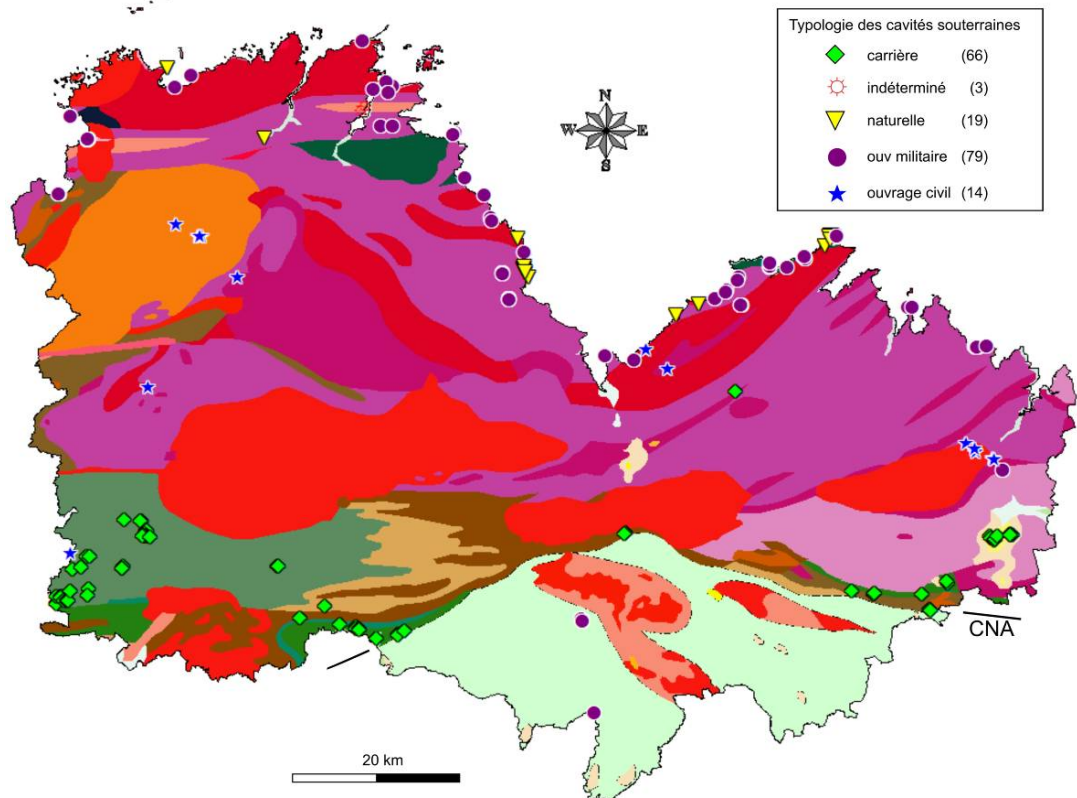 Typologie des cavités souterraines
carrière (66)
indéterminé (3)
naturelle (19)
ouv militaire (79)
ouvrage civil (14)
N
W E
S
CNA
20 km